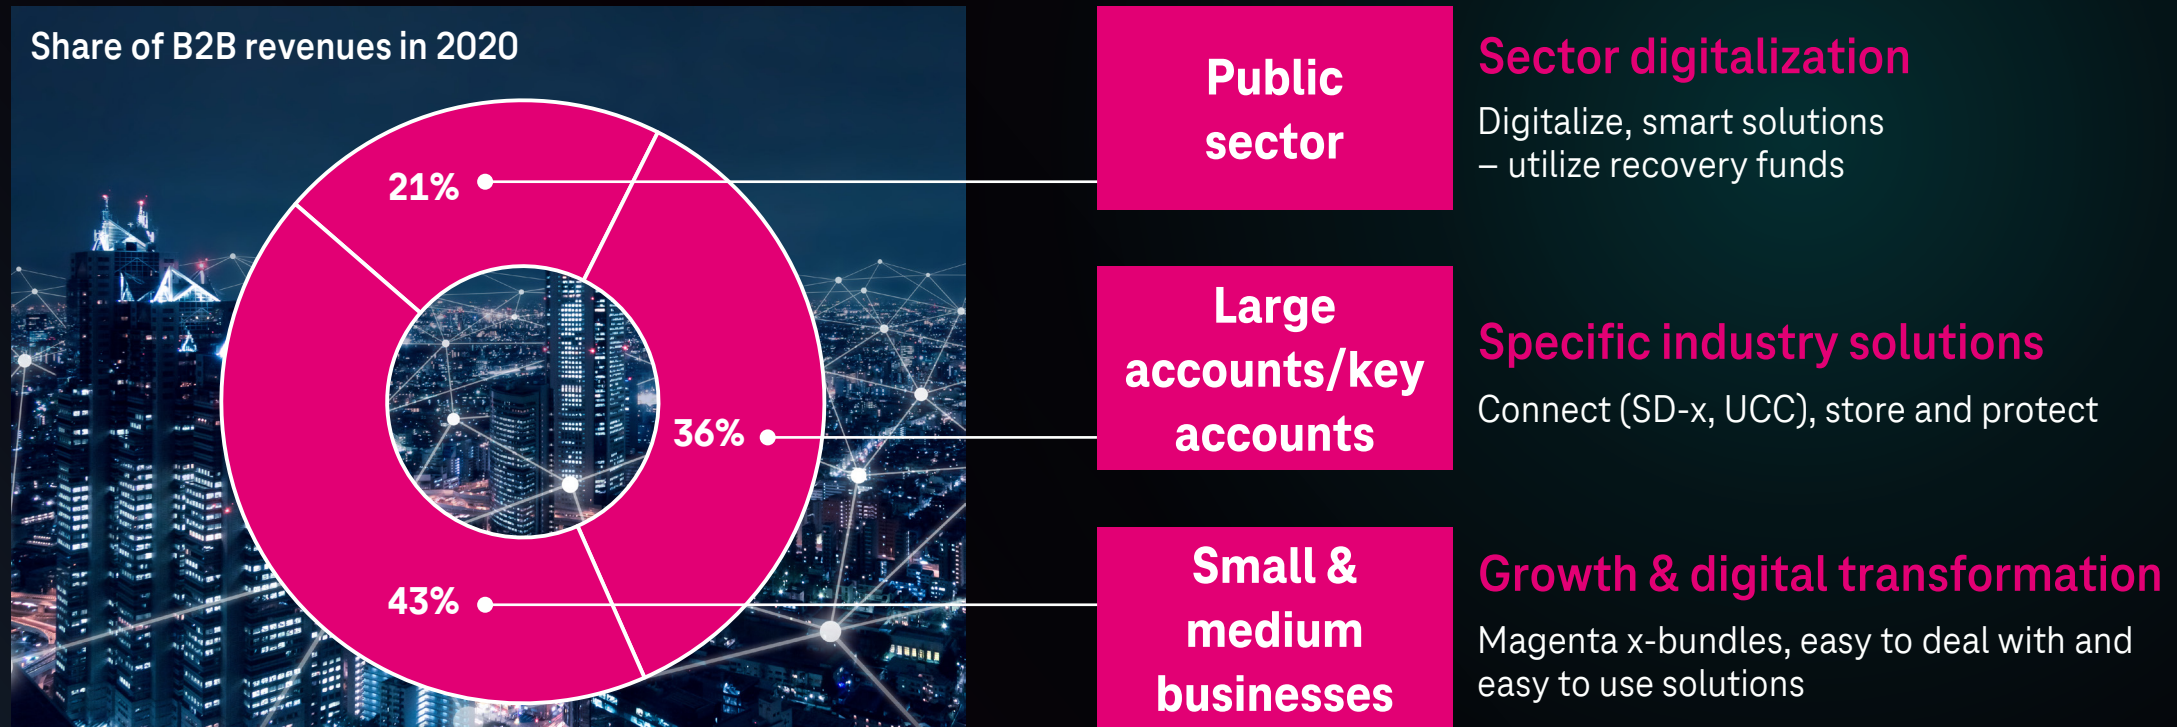 Share of B2B revenues in 2020
21%
36%
43%
Public
sector
Sector digitalization
Digitalize, smart solutions
– utilize recovery funds
Large
accounts/key
accounts
Specific industry solutions
Connect (SD-x, UCC), store and protect
Small &
medium
businesses
Growth & digital transformation
Magenta x-bundles, easy to deal with and
easy to use solutions